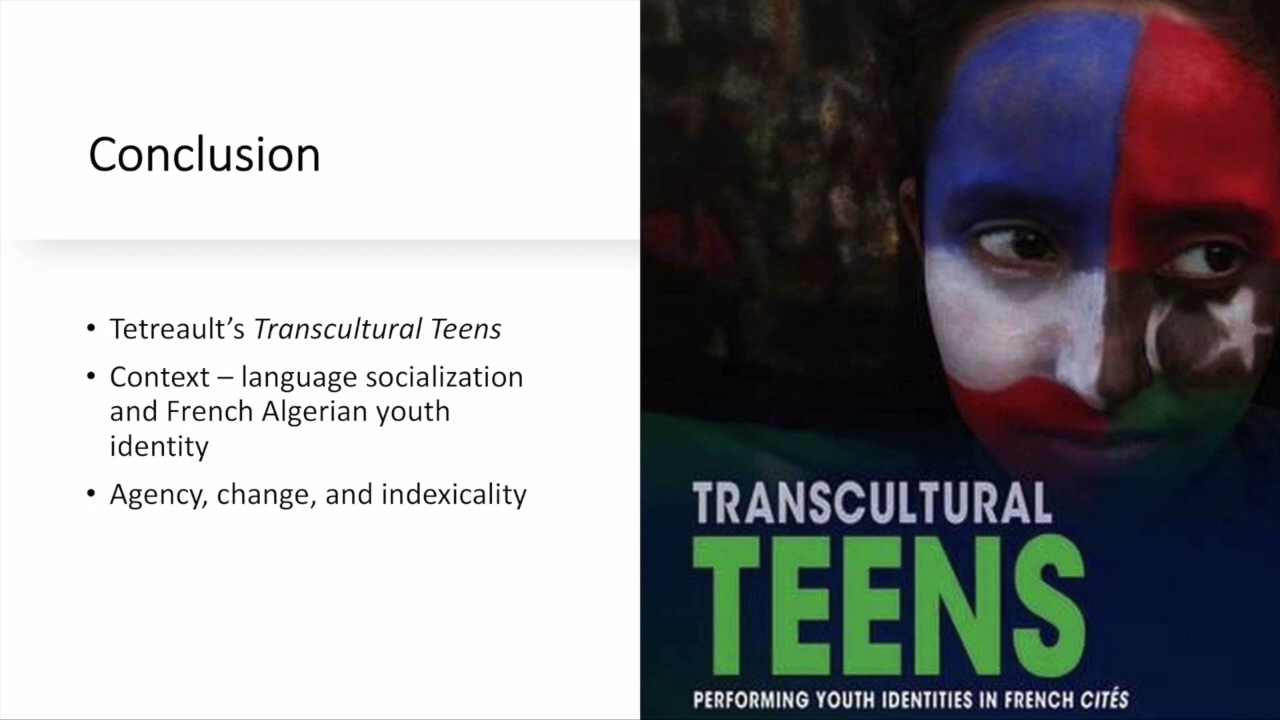 Conclusion
• Tetreault’s Transcultural Teens
• Context – language socialization
and French Algerian youth
identity
• Agency, change, and indexicality
TRANSCULTURAL
TEENS
PERFORMING YOUTH IDENTITIES IN FRENCH CITÉS